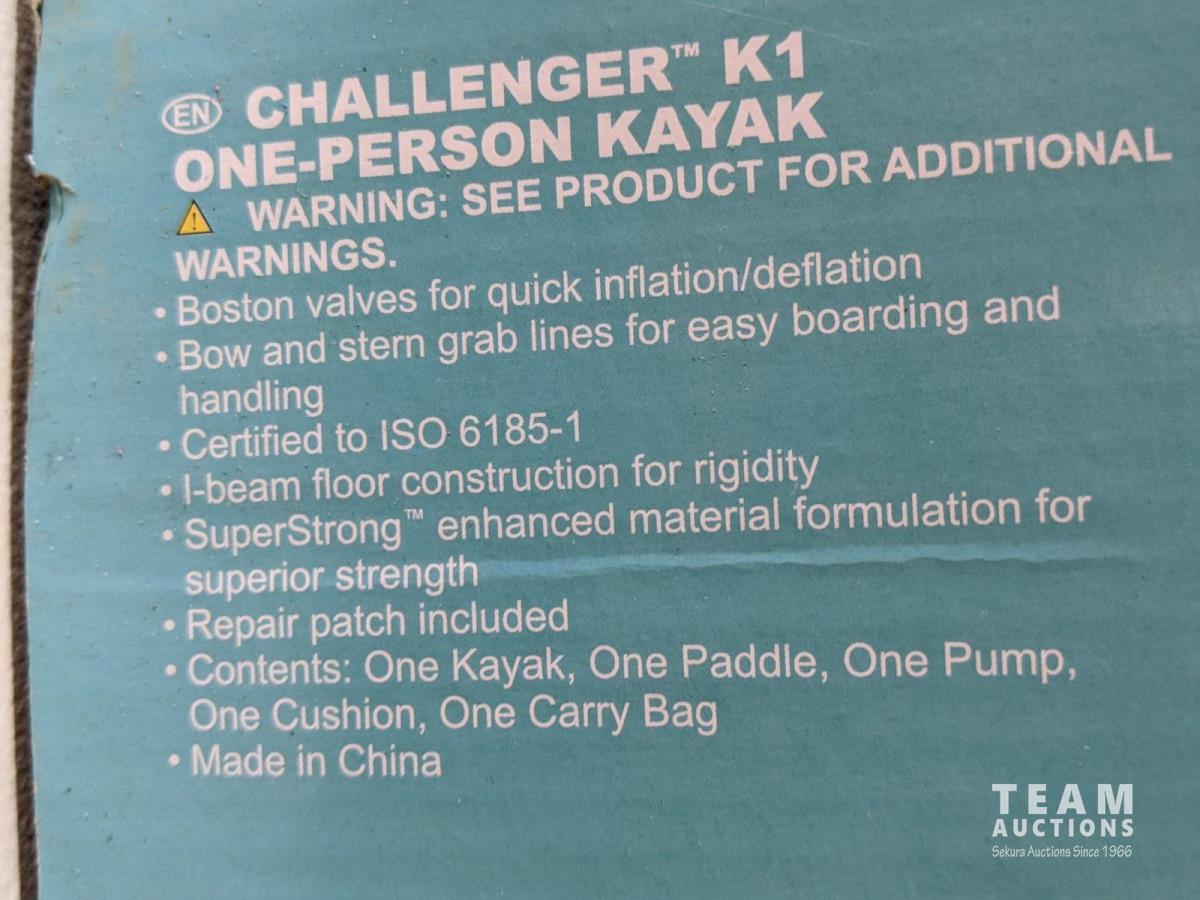 EN CHALLENGER™ K1
ONE-PERSON KAYAK
WARNING: SEE PRODUCT FOR ADDITIONAL
WARNINGS.
• Boston valves for quick inflation/deflation
• Bow and stern grab lines for easy boarding and
handling
• Certified to ISO 6185-1
• I-beam floor construction for rigidity
• SuperStrong™ enhanced material formulation for
superior strength
• Repair patch included
• Contents: One Kayak, One Paddle, One Pump,
One Cushion, One Carry Bag
• Made in China
TEAM
AUCTIONS
Sekura Auctions Since 1966